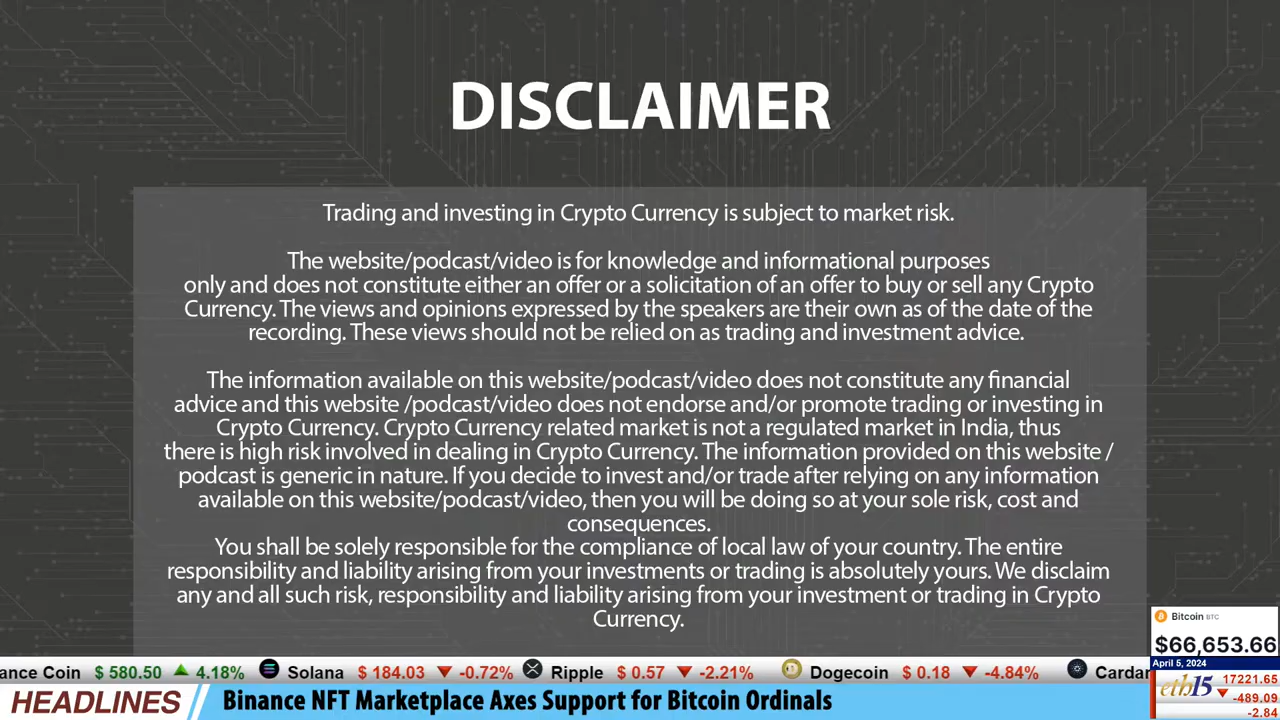 DISCLAIMER
Trading and investing in Crypto Currency is subject to market risk.
The website/podcast/video is for knowledge and informational purposes
only and does not constitute either an offer or a solicitation of an offer to buy or sell any Crypto
Currency. The views and opinions expressed by the speakers are their own as of the date of the
recording. These views should not be relied on as trading and investment advice.
The information available on this website/podcast/video does not constitute any financial
advice and this website /podcast/video does not endorse and/or promote trading or investing in
Crypto Currency. Crypto Currency related market is not a regulated market in India, thus
there is high risk involved in dealing in Crypto Currency. The information provided on this website /
podcast is generic in nature. If you decide to invest and/or trade after relying on any information
available on this website/podcast/video, then you will be doing so at your sole risk, cost and
consequences.
You shall be solely responsible for the compliance of local law of your country. The entire
responsibility and liability arising from your investments or trading is absolutely yours. We disclaim
any and all such risk, responsibility and liability arising from your investment or trading in Crypto
Currency.
Bitcoin BTC
$66,653.66
April 5, 2024
ance Coin $ 580.50 4.18% Solana $ 184.03 -0.72% Ripple $ 0.57 -2.21% Dogecoin $ 0.18 -4.84% Cardar
eth15 17221.65
-489.09
-2.84
HEADLINES Binance NFT Marketplace Axes Support for Bitcoin Ordinals